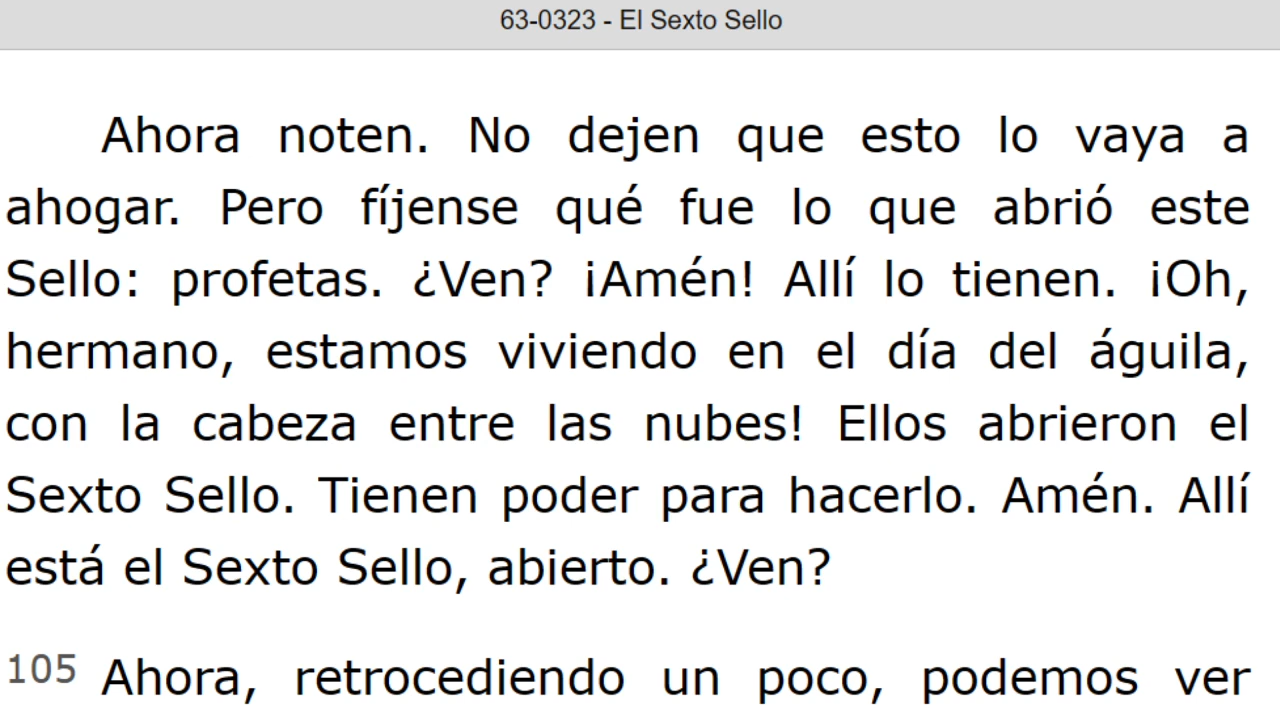 63-0323 - El Sexto Sello
Ahora noten. No dejen que esto lo vaya a
ahogar. Pero fíjense qué fue lo que abrió este
Sello: profetas. ¿Ven? ¡Amén! Allí lo tienen. ¡Oh,
hermano, estamos viviendo en el día del águila,
con la cabeza entre las nubes! Ellos abrieron el
Sexto Sello. Tienen poder para hacerlo. Amén. Allí
está el Sexto Sello, abierto. ¿Ven?
105 Ahora, retrocediendo un poco, podemos ver